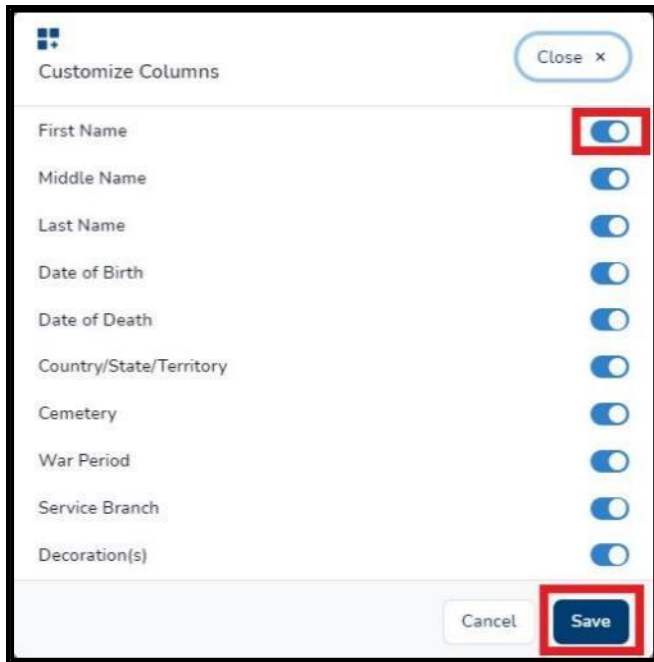 Customize Columns
Close ×
First Name
Middle Name
Last Name
Date of Birth
Date of Death
Country/State/Territory
Cemetery
War Period
Service Branch
Decoration(s)
Cancel
Save